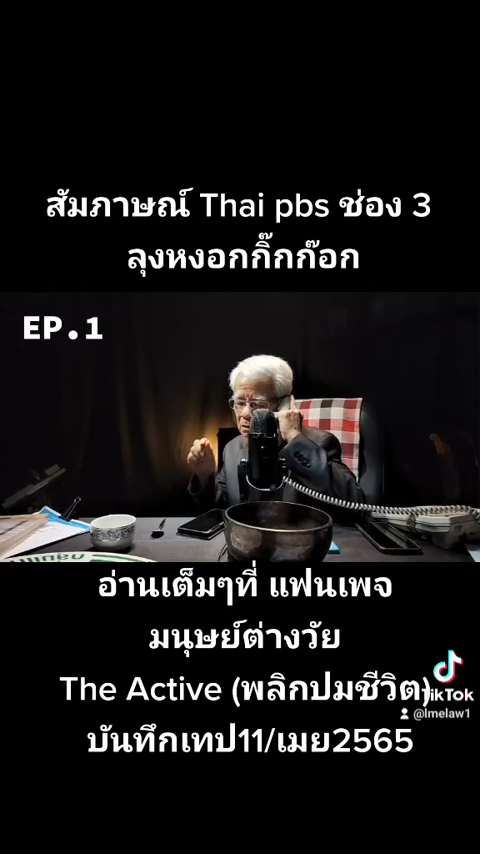 สัมภาษณ์ Thai pbs ช่อง 3
ลุงหงอกกิ๊กก๊อก
EP.1
อ่านเต็มๆที่ แฟนเพจ
มนุษย์ต่างวัย
The Active (พลิกปมชีวิต)
TikTok
@lmelaw1
บันทึกเทป11/เมย2565